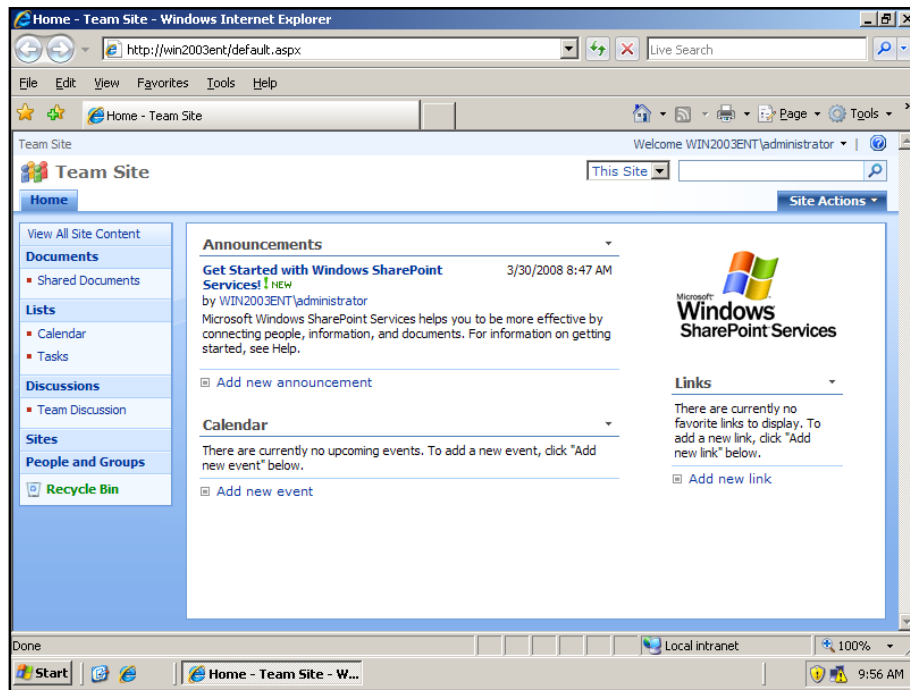 Home - Team Site - Windows Internet Explorer
http://win2003ent/default.aspx
Live Search
File Edit View Favorites Tools Help
Home - Team Site
Page Tools
Team Site
Welcome WIN2003ENT\administrator
Team Site
This Site
Home
Site Actions
View All Site Content
Documents
Shared Documents
Lists
Calendar
Tasks
Discussions
Team Discussion
Sites
People and Groups
Recycle Bin
Announcements
Get Started with Windows SharePoint
Services! ! NEW
3/30/2008 8:47 AM
by WIN2003ENT\administrator
Microsoft Windows SharePoint Services helps you to be more effective by
connecting people, information, and documents. For information on getting
started, see Help.
Add new announcement
Calendar
There are currently no upcoming events. To add a new event, click "Add
new event" below.
Add new event
Microsoft
Windows
SharePoint Services
Links
There are currently no
favorite links to display. To
add a new link, click "Add
new link" below.
Add new link
Done
Local intranet
100%
Start
Home - Team Site - W...
9:56 AM